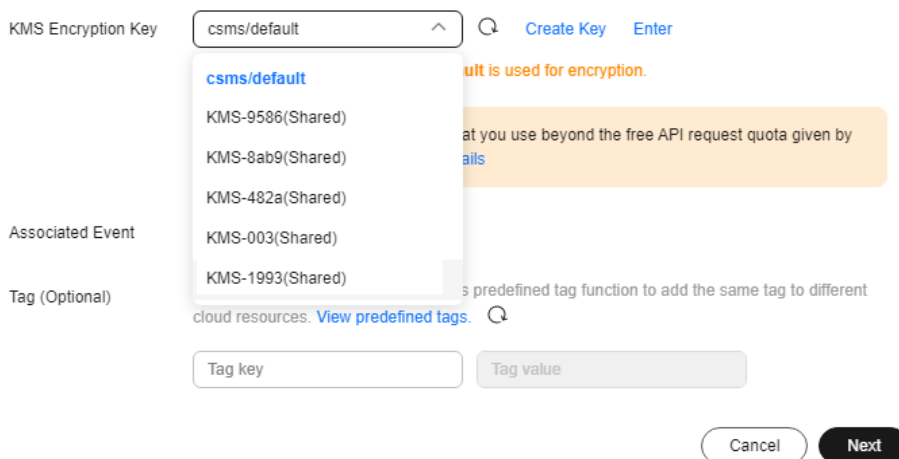 KMS Encryption Key
csms/default
Create Key
Enter
csms/default
ult is used for encryption.
KMS-9586(Shared)
at you use beyond the free API request quota given by
KMS-8ab9(Shared)
ails
KMS-482a(Shared)
Associated Event
KMS-003(Shared)
KMS-1993(Shared)
Tag (Optional)
s predefined tag function to add the same tag to different
cloud resources. View predefined tags.
Tag key
Tag value
Cancel
Next